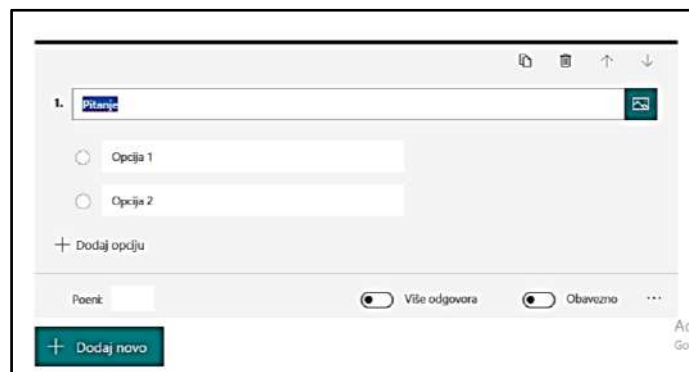 1. Pitanje
Opcija 1
Opcija 2
+ Dodaj opciju
Poeni: Više odgovora Obavezno ...
+ Dodaj novo